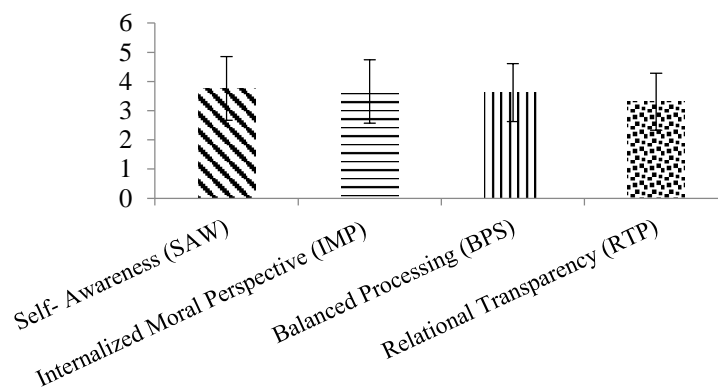 6
5
4
3
2
1
0
Self- Awareness (SAW)
Internalized Moral Perspective (IMP)
Balanced Processing (BPS)
Relational Transparency (RTP)